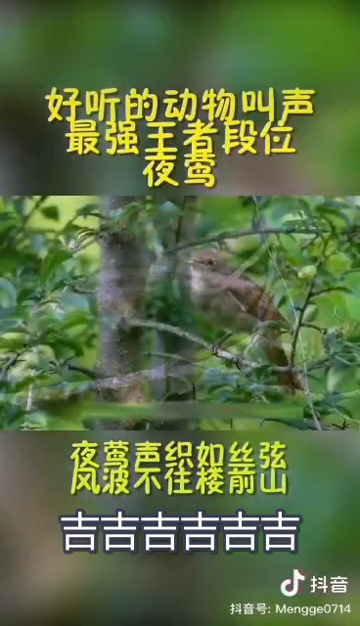 好听的动物叫声
最强王者段位
夜莺
夜莺声织如丝弦
风波不住楼前山
吉吉吉吉吉吉
抖音
抖音号: Mengge0714